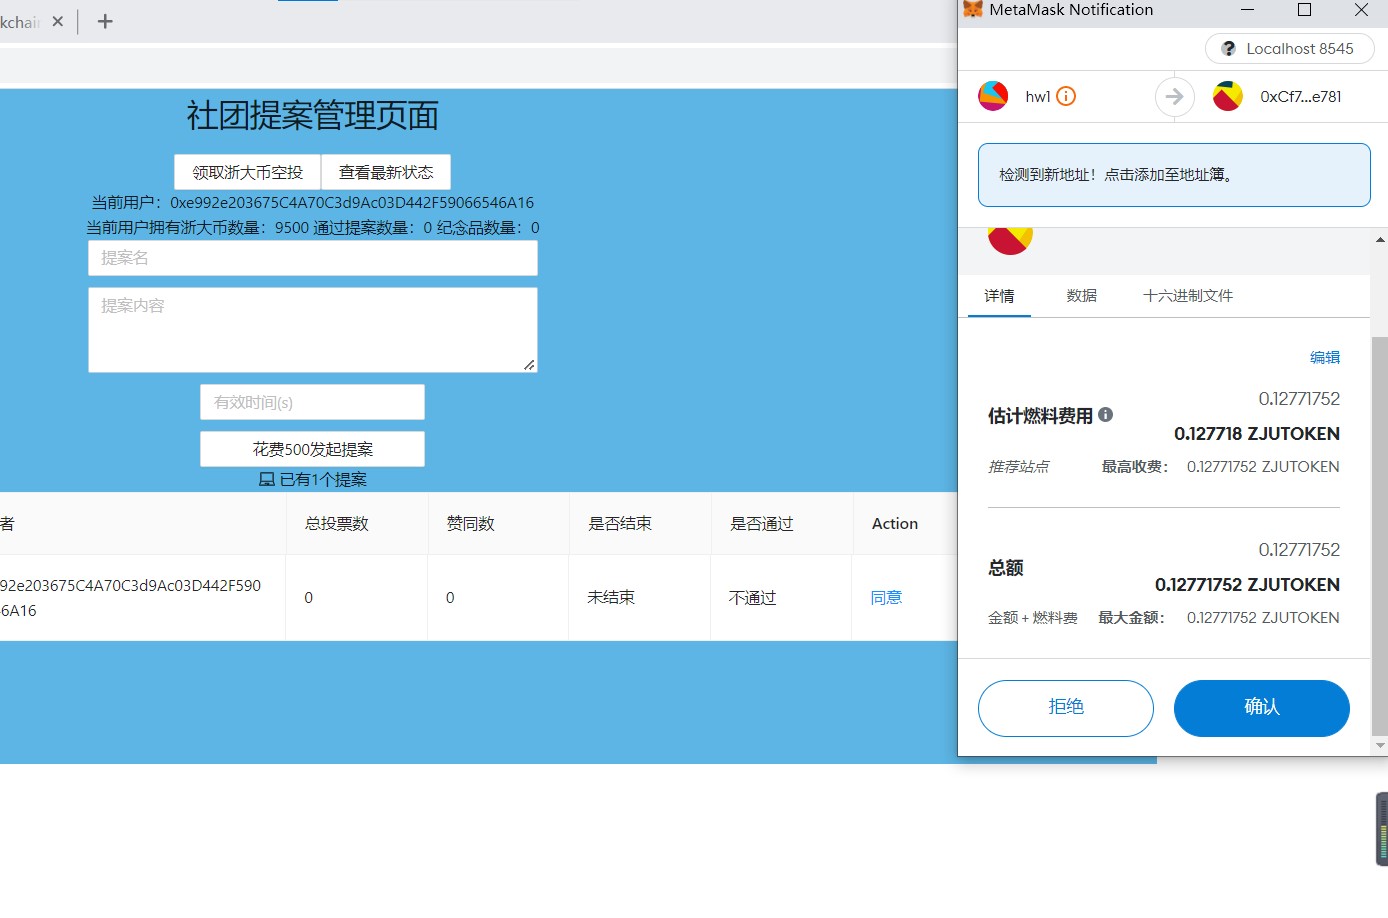 kchain
社团提案管理页面
领取浙大币空投 查看最新状态
当前用户：0xe992e203675C4A70C3d9Ac03D442F59066546A16
当前用户拥有浙大币数量：9500 通过提案数量：0 纪念品数量：0
提案名
提案内容
有效时间(s)
花费500发起提案
已有1个提案
者 总投票数 赞同数 是否结束 是否通过 Action
92e203675C4A70C3d9Ac03D442F590
6A16
0 0 未结束 不通过 同意
MetaMask Notification
Localhost 8545
hw1 0xCf7...e781
检测到新地址！点击添加至地址簿。
详情 数据 十六进制文件
编辑
0.12771752
估计燃料费用 0.127718 ZJUTOKEN
推荐站点 最高收费： 0.12771752 ZJUTOKEN
0.12771752
总额 0.12771752 ZJUTOKEN
金额 + 燃料费 最大金额： 0.12771752 ZJUTOKEN
拒绝 确认